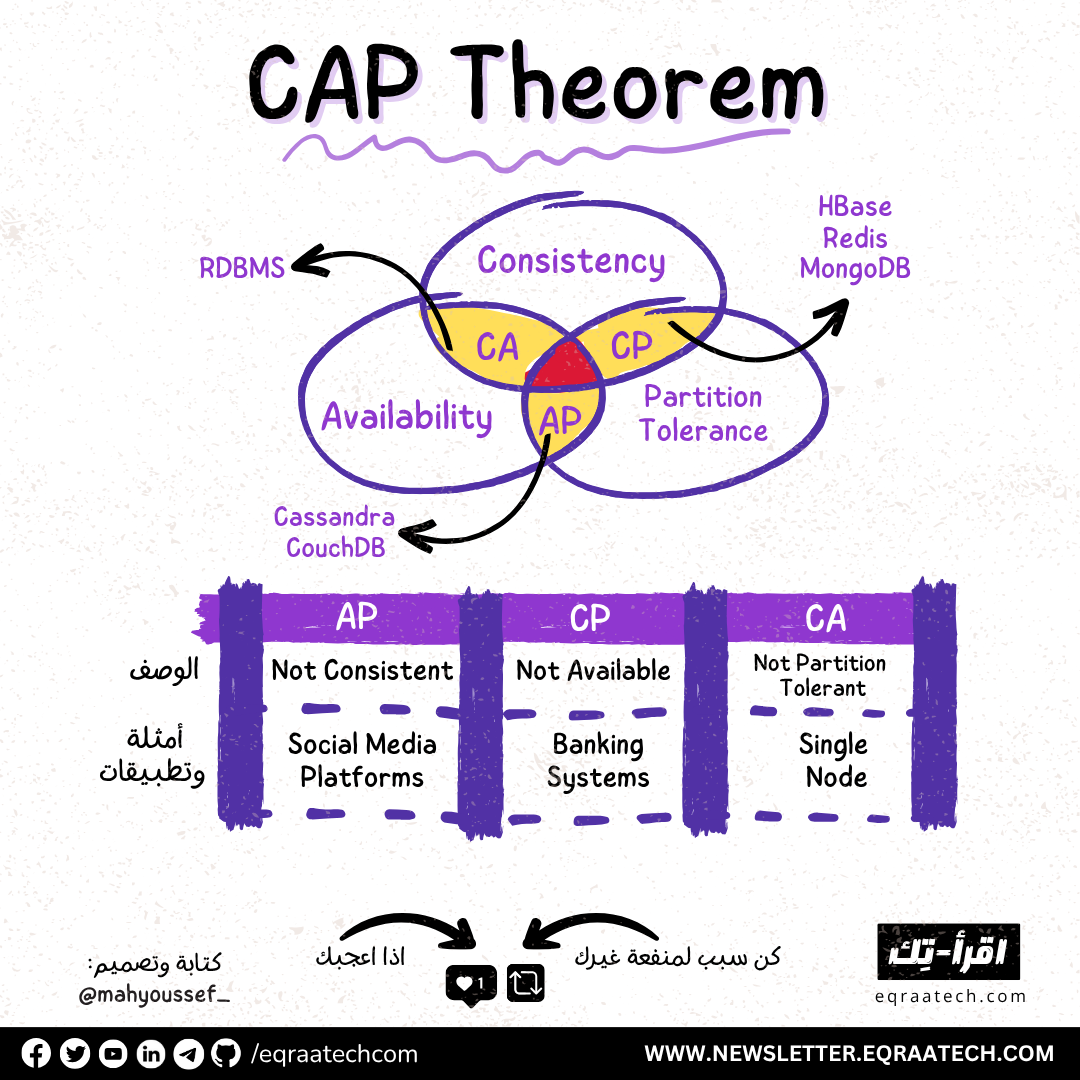 CAP Theorem
HBase
Redis
MongoDB
RDBMS
Consistency
CA
CP
Availability
AP
Partition
Tolerance
Cassandra
CouchDB
AP
CP
CA
الوصف
Not Consistent
Not Available
Not Partition
Tolerant
أمثلة
وتطبيقات
Social Media
Platforms
Banking
Systems
Single
Node
كتابة وتصميم:
@mahyoussef_
اذا اعجبك
1
كن سبب لمنفعة غيرك
اقرأ-تِك
eqraatech.com
/eqraatechcom
WWW.NEWSLETTER.EQRAATECH.COM